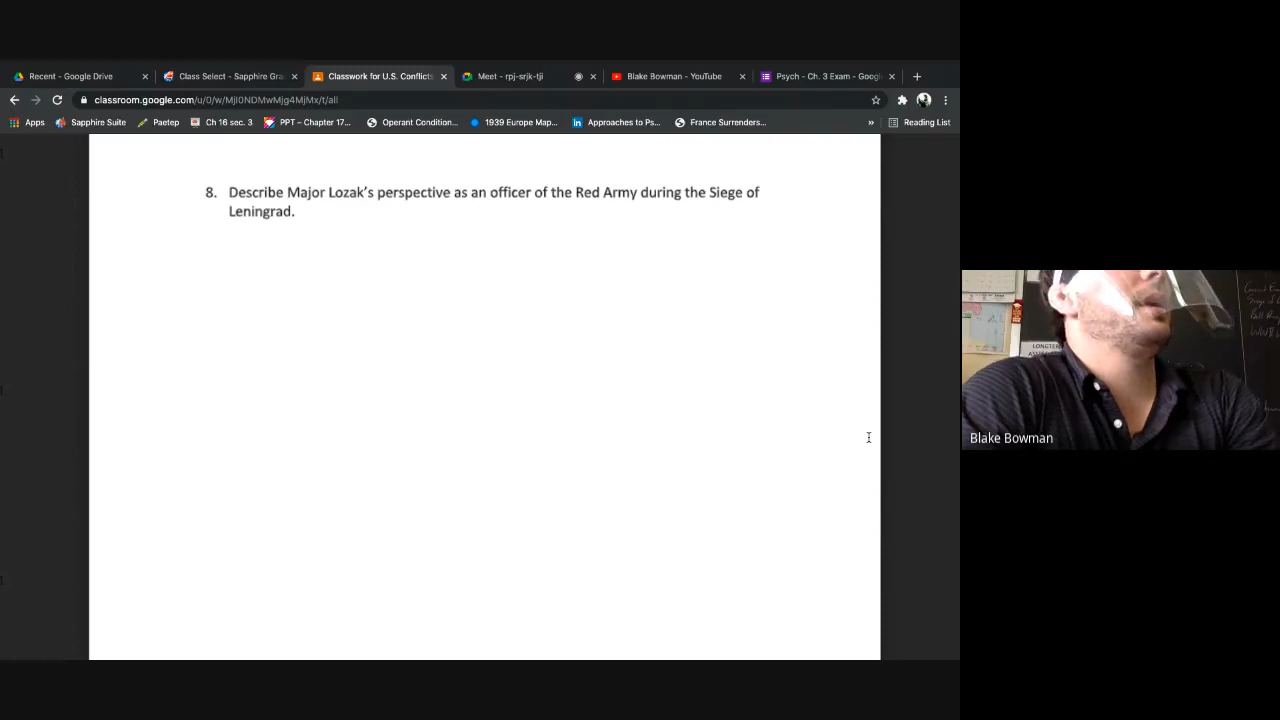 Recent - Google Drive
Class Select - Sapphire Gra
Classwork for U.S. Conflicts
Meet - rpj-srjk-tji
Blake Bowman - YouTube
Psych - Ch. 3 Exam - Googl
classroom.google.com/u/0/w/MjI0NDMwMjg4MjMx/t/all
Apps
Sapphire Suite
Paetep
Ch 16 sec. 3
PPT – Chapter 17...
Operant Condition...
1939 Europe Map...
Approaches to Ps...
France Surrenders...
»
Reading List
8. Describe Major Lozak's perspective as an officer of the Red Army during the Siege of
Leningrad.
LONGTER
Blake Bowman